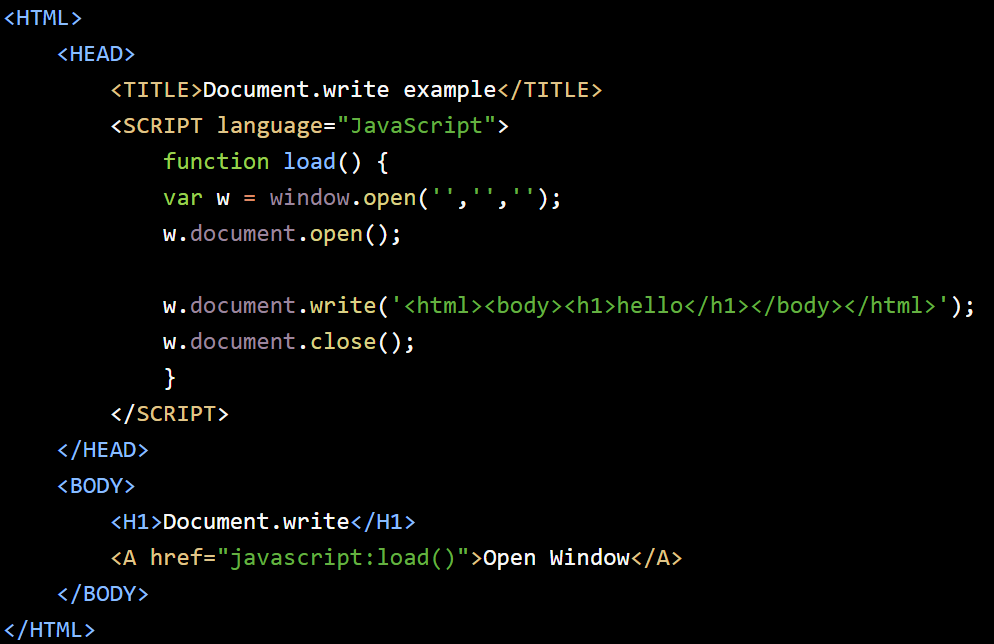 <HTML>
<HEAD>
<TITLE>Document.write example</TITLE>
<SCRIPT language="JavaScript">
function load() {
var w = window.open('','','');
w.document.open();
w.document.write('<html><body><h1>hello</h1></body></html>');
w.document.close();
}
</SCRIPT>
</HEAD>
<BODY>
<H1>Document.write</H1>
<A href="javascript:load()">Open Window</A>
</BODY>
</HTML>